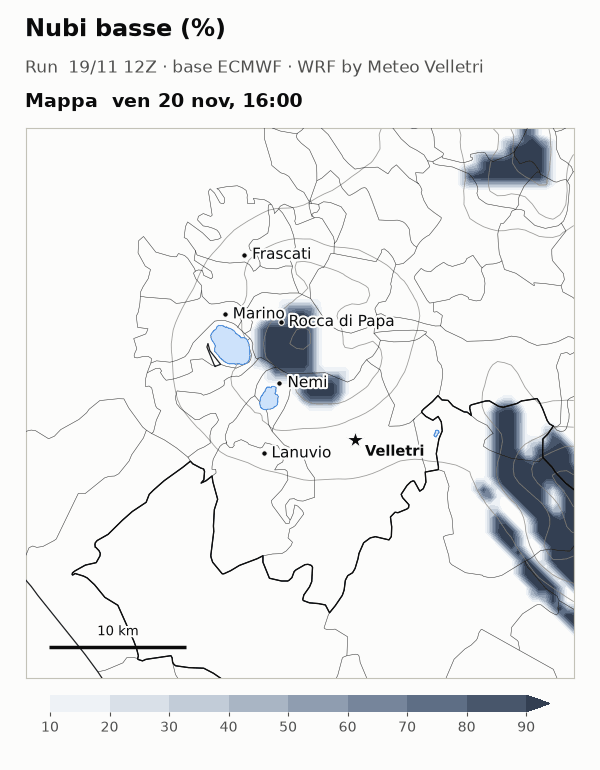 Nubi basse (%)
Run  19/11 12Z · base ECMWF · WRF by Meteo Velletri
Mappa  ven 20 nov, 16:00
Frascati
Marino
Rocca di Papa
Nemi
Velletri
Lanuvio
10 km
10 20 30 40 50 60 70 80 90